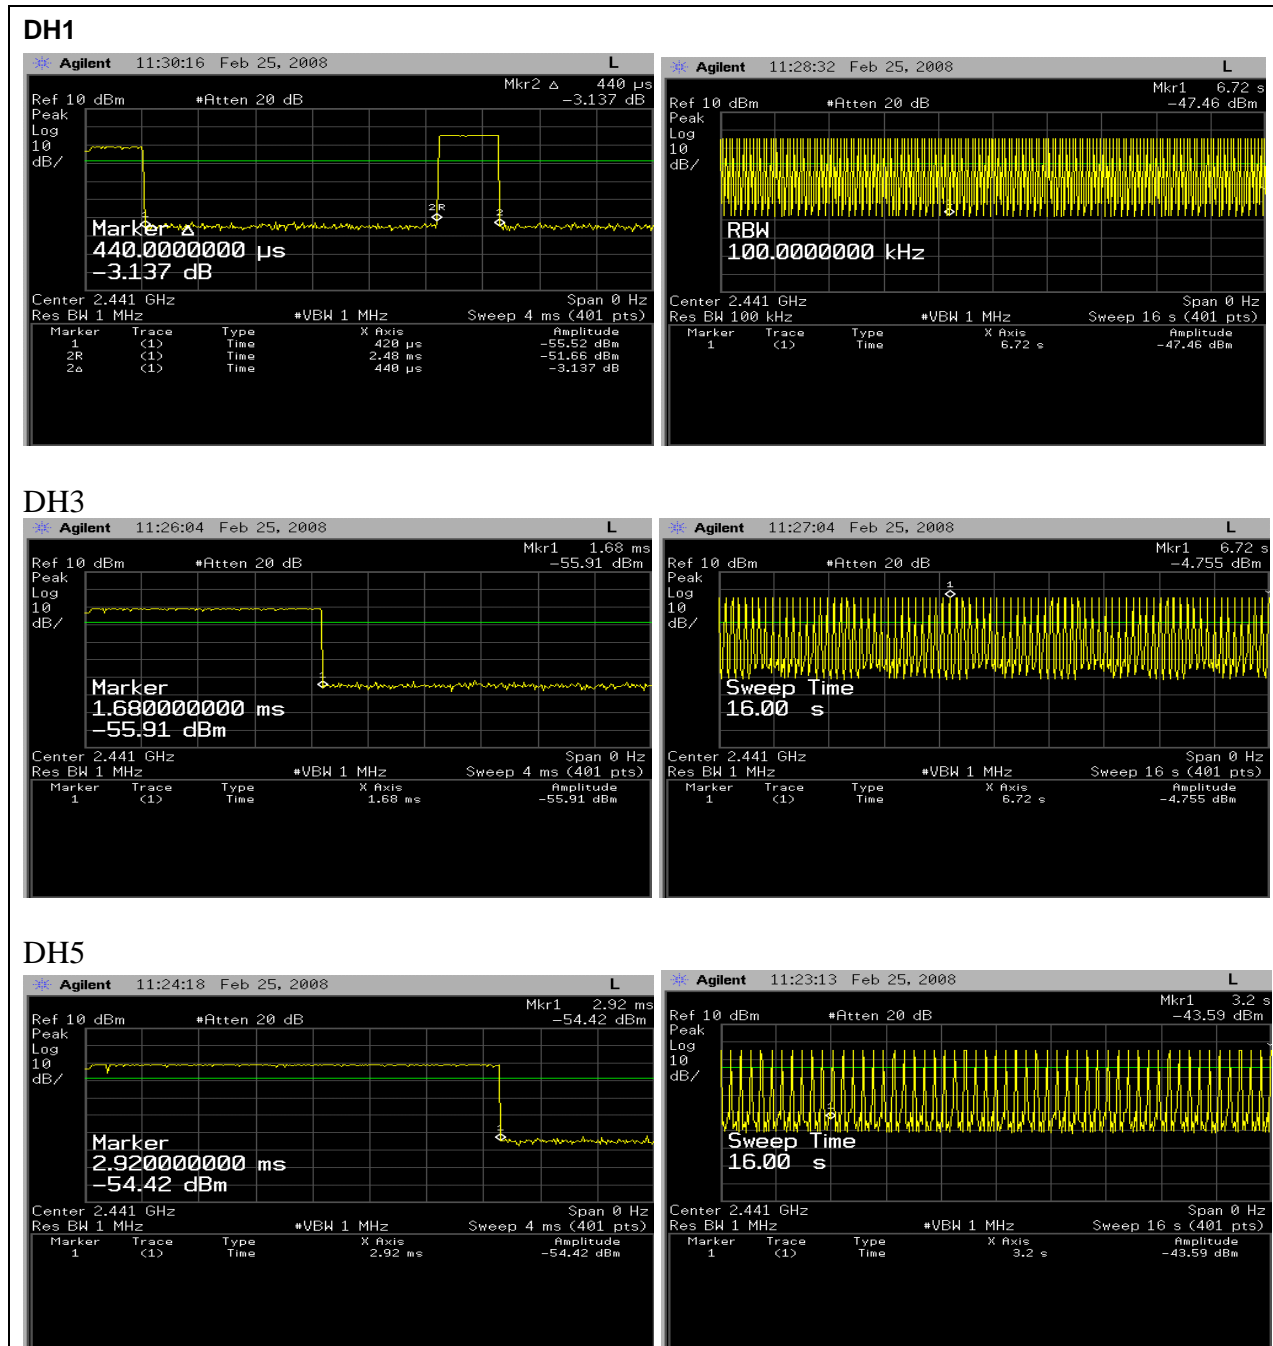 DH1
Agilent 11:30:16 Feb 25, 2008 L
Mkr2 Δ 440 µs
Ref 10 dBm #Atten 20 dB -3.137 dB
Peak
Log
10
dB/
1
2R
2
Marker Δ
440.0000000 µs
-3.137 dB
Center 2.441 GHz Span 0 Hz
Res BW 1 MHz #VBW 1 MHz Sweep 4 ms (401 pts)
Marker Trace Type X Axis Amplitude
1 (1) Time 420 µs -55.52 dBm
2R (1) Time 2.48 ms -51.66 dBm
2Δ (1) Time 440 µs -3.137 dB
Agilent 11:28:32 Feb 25, 2008 L
Mkr1 6.72 s
Ref 10 dBm #Atten 20 dB -47.46 dBm
Peak
Log
10
dB/
RBW
100.0000000 kHz
Center 2.441 GHz Span 0 Hz
Res BW 100 kHz #VBW 1 MHz Sweep 16 s (401 pts)
Marker Trace Type X Axis Amplitude
1 (1) Time 6.72 s -47.46 dBm
DH3
Agilent 11:26:04 Feb 25, 2008 L
Mkr1 1.68 ms
Ref 10 dBm #Atten 20 dB -55.91 dBm
Peak
Log
10
dB/
Marker
1.680000000 ms
-55.91 dBm
Center 2.441 GHz Span 0 Hz
Res BW 1 MHz #VBW 1 MHz Sweep 4 ms (401 pts)
Marker Trace Type X Axis Amplitude
1 (1) Time 1.68 ms -55.91 dBm
Agilent 11:27:04 Feb 25, 2008 L
Mkr1 6.72 s
Ref 10 dBm #Atten 20 dB -4.755 dBm
Peak
Log
10
dB/
1
Sweep Time
16.00 s
Center 2.441 GHz Span 0 Hz
Res BW 1 MHz #VBW 1 MHz Sweep 16 s (401 pts)
Marker Trace Type X Axis Amplitude
1 (1) Time 6.72 s -4.755 dBm
DH5
Agilent 11:24:18 Feb 25, 2008 L
Mkr1 2.92 ms
Ref 10 dBm #Atten 20 dB -54.42 dBm
Peak
Log
10
dB/
Marker
2.920000000 ms
-54.42 dBm
Center 2.441 GHz Span 0 Hz
Res BW 1 MHz #VBW 1 MHz Sweep 4 ms (401 pts)
Marker Trace Type X Axis Amplitude
1 (1) Time 2.92 ms -54.42 dBm
Agilent 11:23:13 Feb 25, 2008 L
Mkr1 3.2 s
Ref 10 dBm #Atten 20 dB -43.59 dBm
Peak
Log
10
dB/
1
Sweep Time
16.00 s
Center 2.441 GHz Span 0 Hz
Res BW 1 MHz #VBW 1 MHz Sweep 16 s (401 pts)
Marker Trace Type X Axis Amplitude
1 (1) Time 3.2 s -43.59 dBm